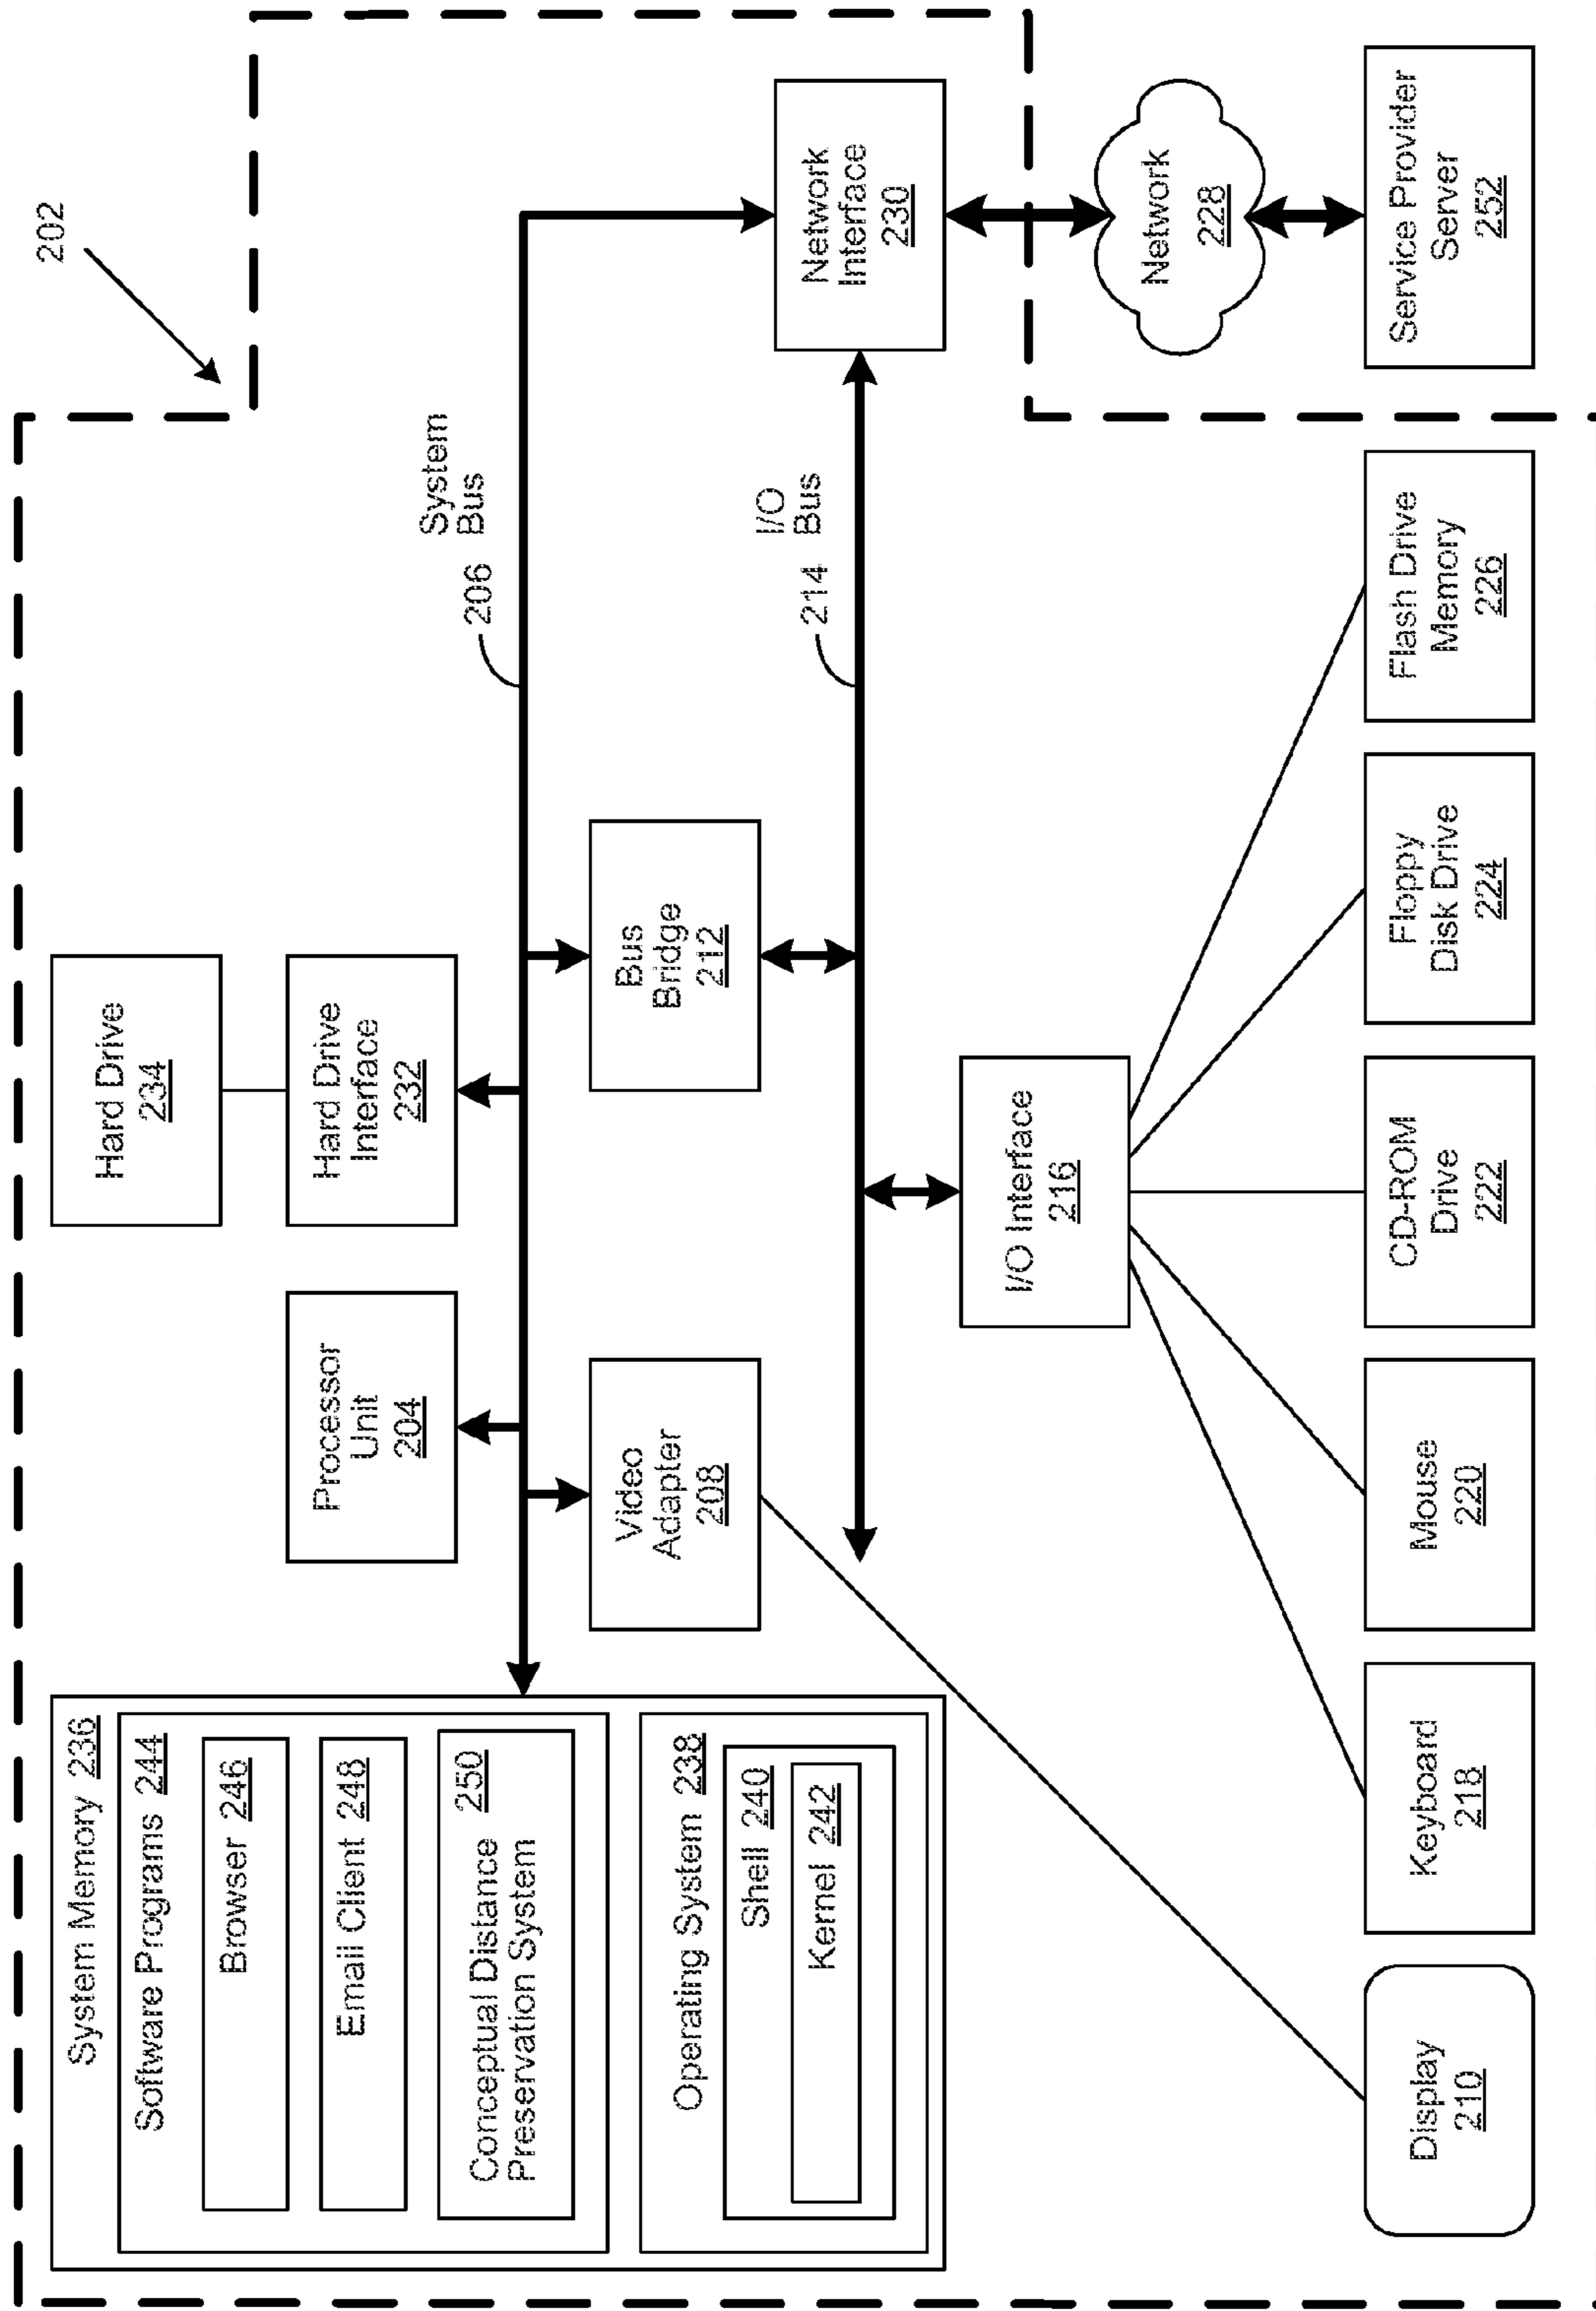 202
System Memory 236
Software Programs 244
Browser 246
Email Client 248
Conceptual Distance 250
Preservation System
Operating System 238
Shell 240
Kernel 242
Processor
Unit
204
Hard Drive
234
Hard Drive
Interface
232
System
Bus
206
Video
Adapter
208
Bus
Bridge
212
I/O
Bus
214
Network
Interface
230
I/O Interface
216
Network
228
Display
210
Keyboard
218
Mouse
220
CD-ROM
Drive
222
Floppy
Disk Drive
224
Flash Drive
Memory
226
Service Provider
Server
252